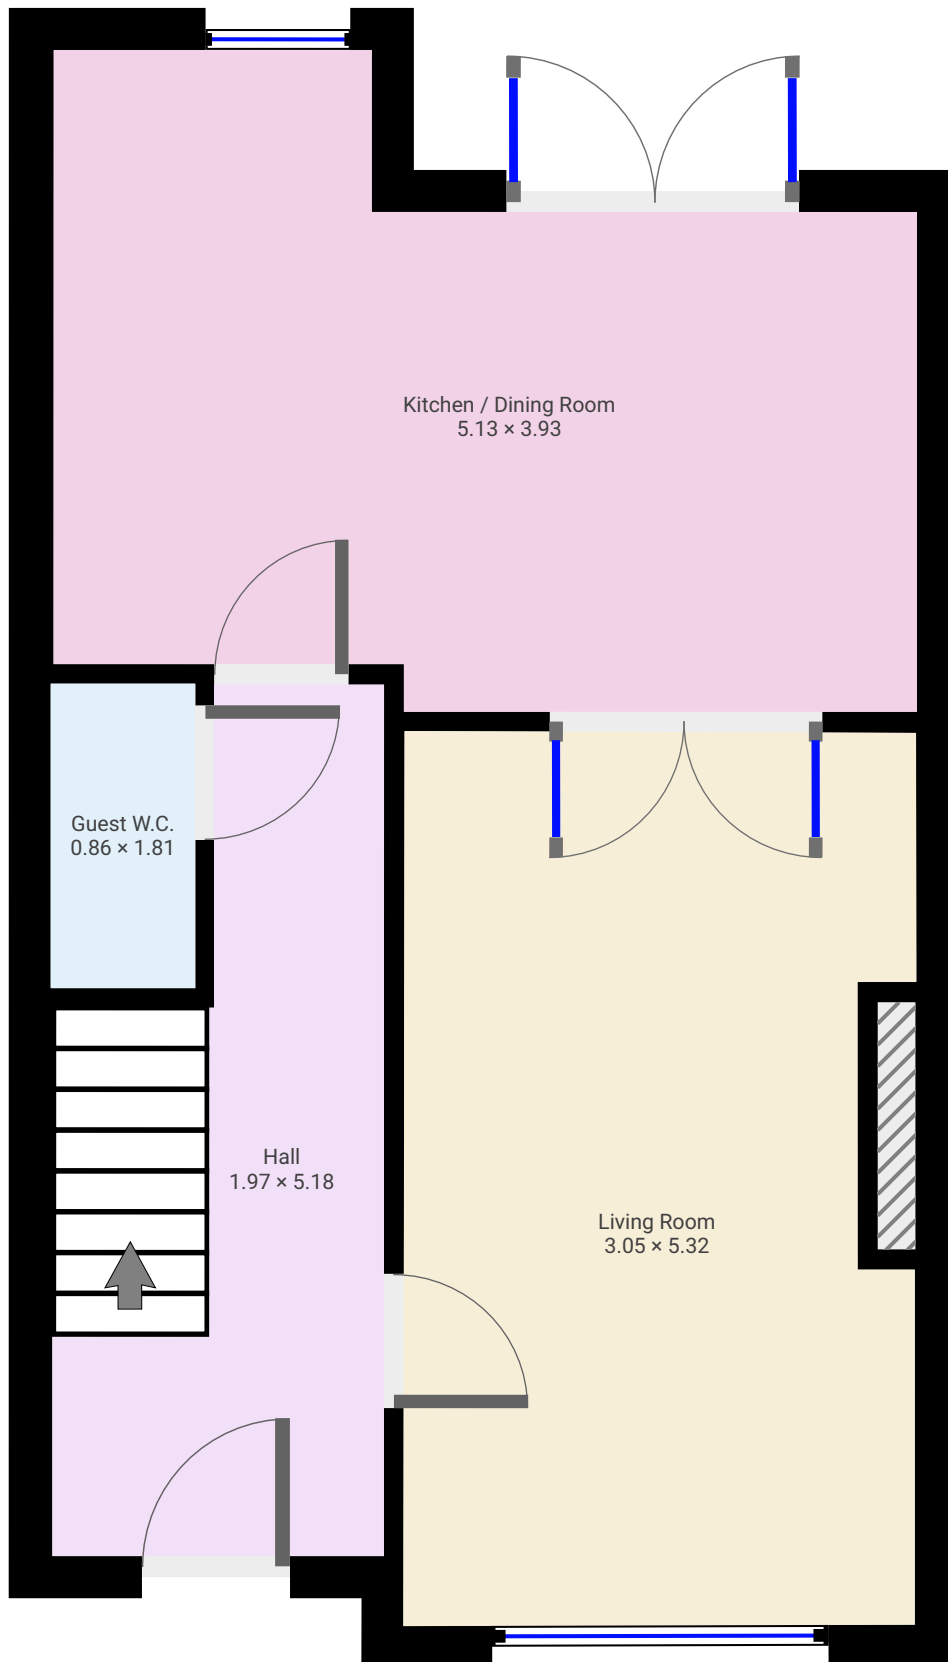 Kitchen / Dining Room
5.13 × 3.93
Guest W.C.
0.86 × 1.81
Hall
1.97 × 5.18
Living Room
3.05 × 5.32